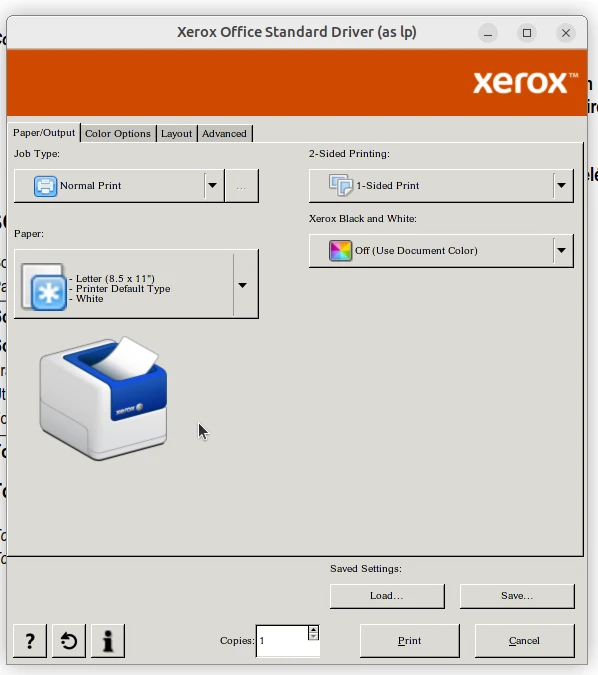 Xerox Office Standard Driver (as lp)
xerox™
Paper/Output Color Options Layout Advanced
Job Type:
2-Sided Printing:
Normal Print
...
1-Sided Print
Xerox Black and White:
Paper:
Off (Use Document Color)
- Letter (8.5 x 11")
- Printer Default Type
- White
xerox
Saved Settings:
Load...
Save...
?
i
Copies: 1
Print
Cancel